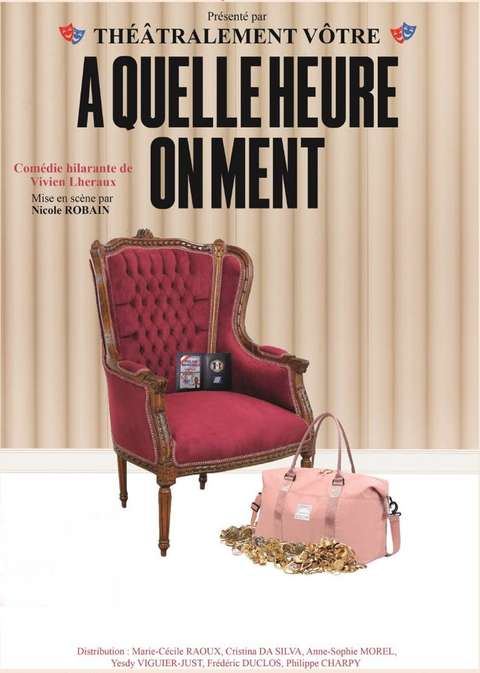 Présenté par
THÉÂTRALEMENT VÔTRE
A QUELLE HEURE
ON MENT
Comédie hilarante de
Vivien Lheraux
Mise en scène par
Nicole ROBAIN
Distribution : Marie-Cécile RAOUX, Cristina DA SILVA, Anne-Sophie MOREL,
Yesdy VIGUIER-JUST, Frédéric DUCLOS, Philippe CHARPY